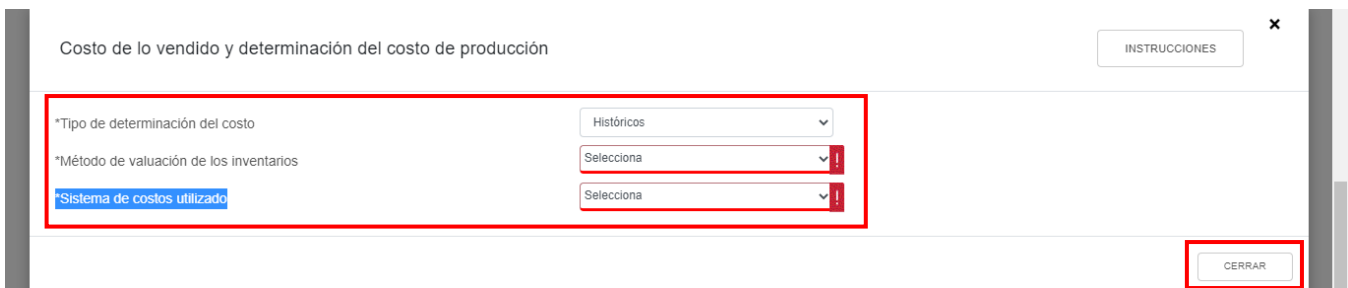 ×
Costo de lo vendido y determinación del costo de producción
INSTRUCCIONES
*Tipo de determinación del costo
Históricos
*Método de valuación de los inventarios
Selecciona
!
*Sistema de costos utilizado
Selecciona
!
CERRAR